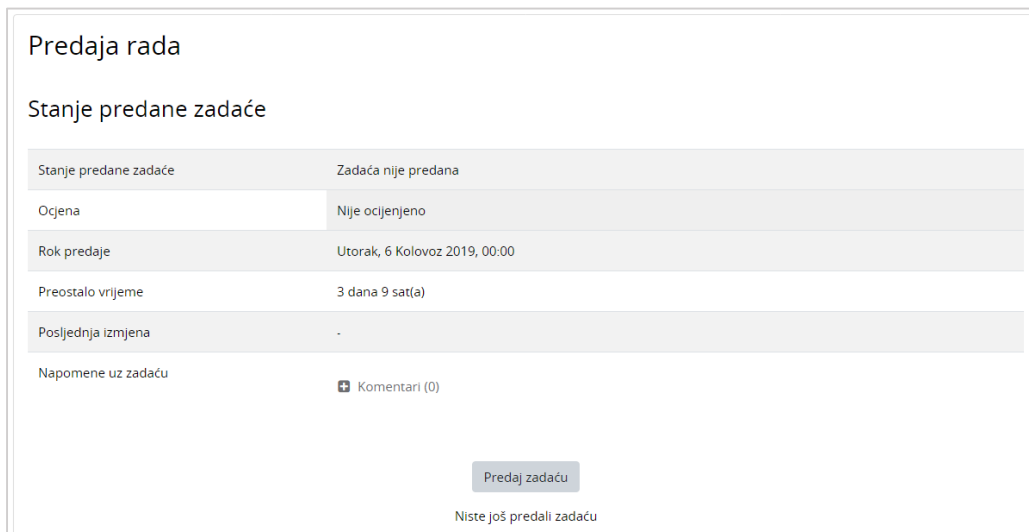 Predaja rada
Stanje predane zadaće
Stanje predane zadaće Zadaća nije predana
Ocjena Nije ocijenjeno
Rok predaje Utorak, 6 Kolovoz 2019, 00:00
Preostalo vrijeme 3 dana 9 sat(a)
Posljednja izmjena -
Napomene uz zadaću
Komentari (0)
Predaj zadaću
Niste još predali zadaću